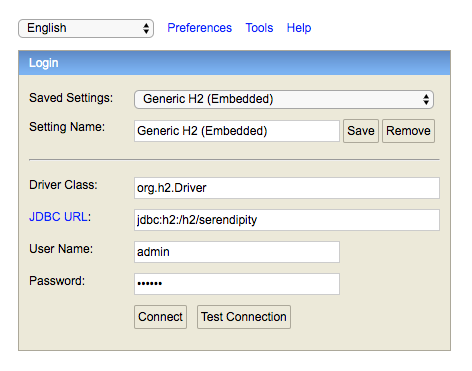 English Preferences Tools Help
Login
Saved Settings: Generic H2 (Embedded)
Setting Name: Generic H2 (Embedded) Save Remove
Driver Class: org.h2.Driver
JDBC URL: jdbc:h2:/h2/serendipity
User Name: admin
Password: ••••••
Connect Test Connection